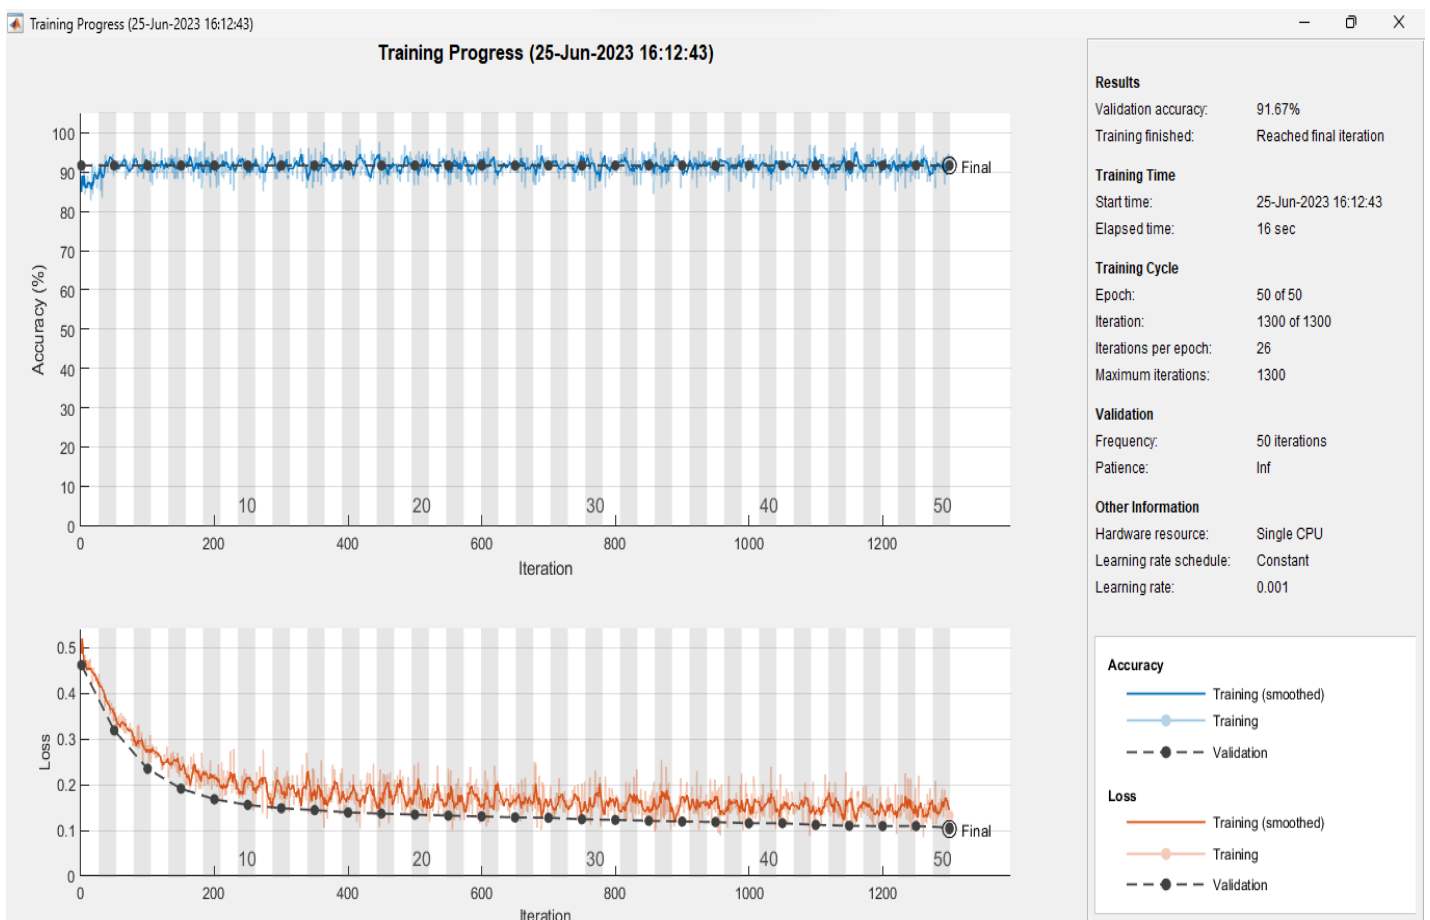 Training Progress (25-Jun-2023 16:12:43)
Training Progress (25-Jun-2023 16:12:43)
100
90
80
70
60
50
40
30
20
10
0
Accuracy (%)
Final
10 20 30 40 50
0 200 400 600 800 1000 1200
Iteration
0.5
0.4
0.3
0.2
0.1
0
Loss
Final
10 20 30 40 50
0 200 400 600 800 1000 1200
Iteration
Results
Validation accuracy: 91.67%
Training finished: Reached final iteration
Training Time
Start time: 25-Jun-2023 16:12:43
Elapsed time: 16 sec
Training Cycle
Epoch: 50 of 50
Iteration: 1300 of 1300
Iterations per epoch: 26
Maximum iterations: 1300
Validation
Frequency: 50 iterations
Patience: Inf
Other Information
Hardware resource: Single CPU
Learning rate schedule: Constant
Learning rate: 0.001
Accuracy
Training (smoothed)
Training
Validation
Loss
Training (smoothed)
Training
Validation